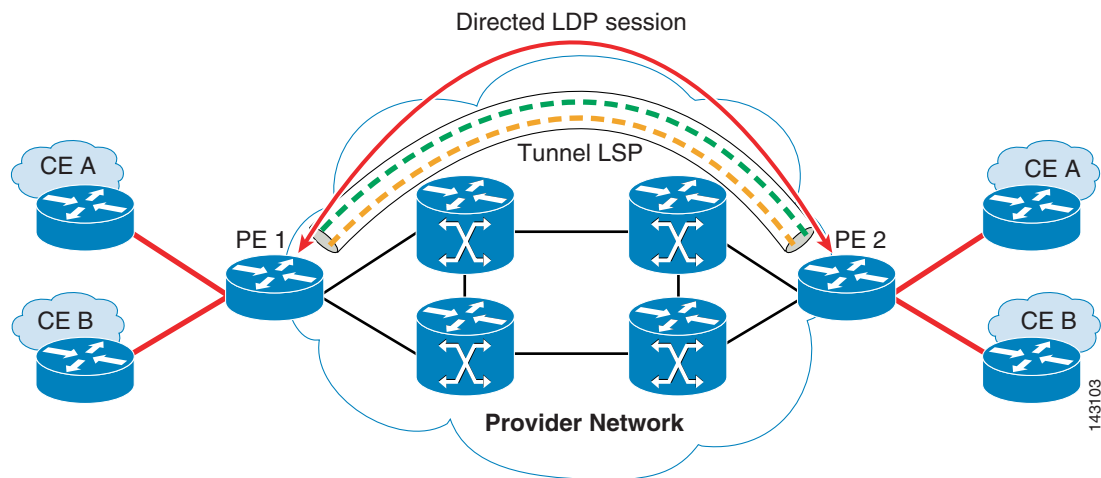 Directed LDP session
Tunnel LSP
CE A
CE A
PE 1
PE 2
CE B
CE B
Provider Network
143103